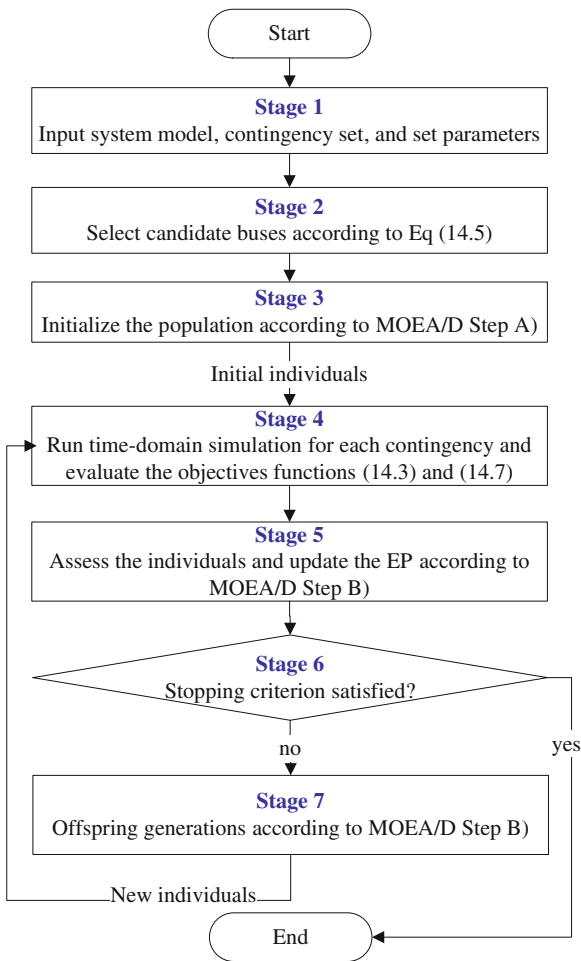 Start
Stage 1
Input system model, contingency set, and set parameters
Stage 2
Select candidate buses according to Eq (14.5)
Stage 3
Initialize the population according to MOEA/D Step A)
Initial individuals
Stage 4
Run time-domain simulation for each contingency and
evaluate the objectives functions (14.3) and (14.7)
Stage 5
Assess the individuals and update the EP according to
MOEA/D Step B)
Stage 6
Stopping criterion satisfied?
no
yes
Stage 7
Offspring generations according to MOEA/D Step B)
New individuals
End